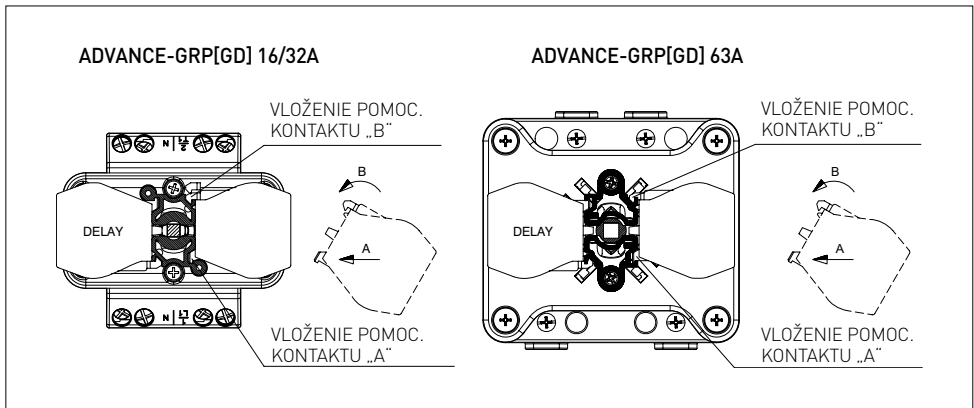 ADVANCE-GRP[GD] 16/32A
VLOŽENIE POMOC.
KONTAKTU „B¨
N
DELAY
B
A
N L1
VLOŽENIE POMOC.
KONTAKTU „A¨
ADVANCE-GRP[GD] 63A
VLOŽENIE POMOC.
KONTAKTU „B¨
DELAY
B
A
VLOŽENIE POMOC.
KONTAKTU „A¨